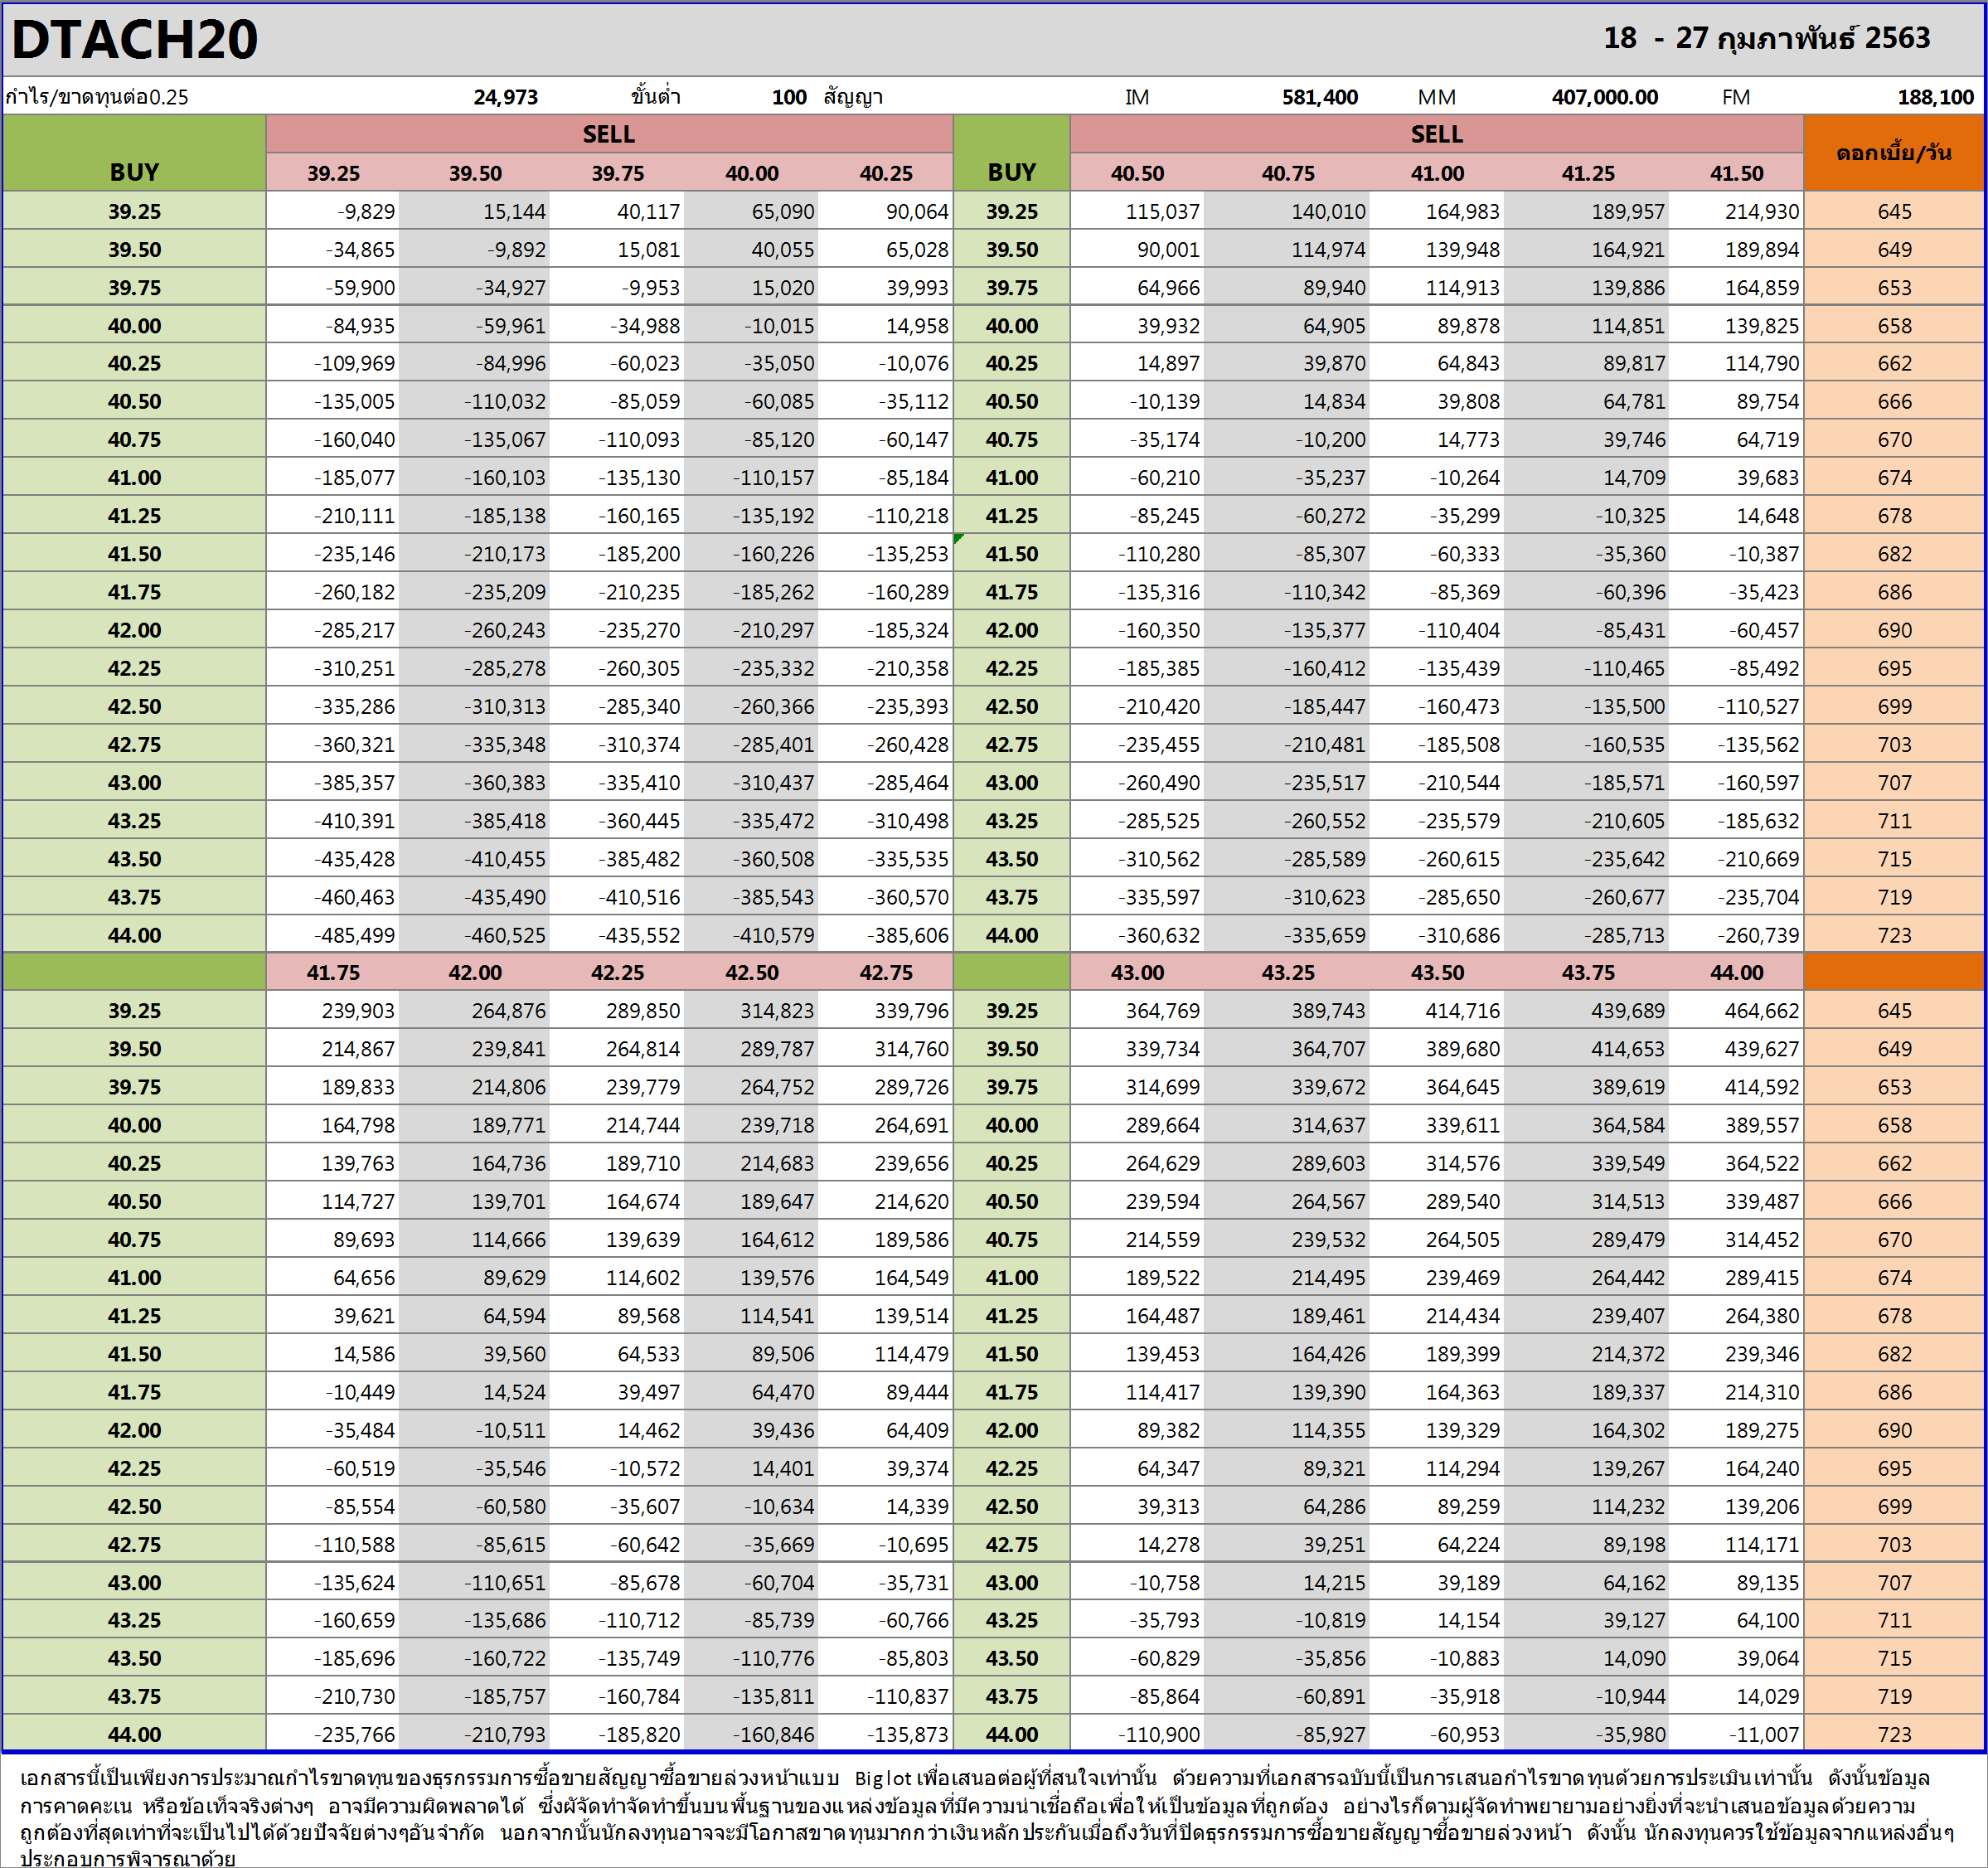 DTACH20 18 - 27 กุมภาพันธ์ 2563
กำไร/ขาดทุนต่อ0.25 24,973 ขั้นต่ำ 100 สัญญา IM 581,400 MM 407,000.00 FM 188,100
BUY SELL BUY SELL ดอกเบี้ย/วัน
39.25 39.50 39.75 40.00 40.25 40.50 40.75 41.00 41.25 41.50
39.25 -9,829 15,144 40,117 65,090 90,064 39.25 115,037 140,010 164,983 189,957 214,930 645
39.50 -34,865 -9,892 15,081 40,055 65,028 39.50 90,001 114,974 139,948 164,921 189,894 649
39.75 -59,900 -34,927 -9,953 15,020 39,993 39.75 64,966 89,940 114,913 139,886 164,859 653
40.00 -84,935 -59,961 -34,988 -10,015 14,958 40.00 39,932 64,905 89,878 114,851 139,825 658
40.25 -109,969 -84,996 -60,023 -35,050 -10,076 40.25 14,897 39,870 64,843 89,817 114,790 662
40.50 -135,005 -110,032 -85,059 -60,085 -35,112 40.50 -10,139 14,834 39,808 64,781 89,754 666
40.75 -160,040 -135,067 -110,093 -85,120 -60,147 40.75 -35,174 -10,200 14,773 39,746 64,719 670
41.00 -185,077 -160,103 -135,130 -110,157 -85,184 41.00 -60,210 -35,237 -10,264 14,709 39,683 674
41.25 -210,111 -185,138 -160,165 -135,192 -110,218 41.25 -85,245 -60,272 -35,299 -10,325 14,648 678
41.50 -235,146 -210,173 -185,200 -160,226 -135,253 41.50 -110,280 -85,307 -60,333 -35,360 -10,387 682
41.75 -260,182 -235,209 -210,235 -185,262 -160,289 41.75 -135,316 -110,342 -85,369 -60,396 -35,423 686
42.00 -285,217 -260,243 -235,270 -210,297 -185,324 42.00 -160,350 -135,377 -110,404 -85,431 -60,457 690
42.25 -310,251 -285,278 -260,305 -235,332 -210,358 42.25 -185,385 -160,412 -135,439 -110,465 -85,492 695
42.50 -335,286 -310,313 -285,340 -260,366 -235,393 42.50 -210,420 -185,447 -160,473 -135,500 -110,527 699
42.75 -360,321 -335,348 -310,374 -285,401 -260,428 42.75 -235,455 -210,481 -185,508 -160,535 -135,562 703
43.00 -385,357 -360,383 -335,410 -310,437 -285,464 43.00 -260,490 -235,517 -210,544 -185,571 -160,597 707
43.25 -410,391 -385,418 -360,445 -335,472 -310,498 43.25 -285,525 -260,552 -235,579 -210,605 -185,632 711
43.50 -435,428 -410,455 -385,482 -360,508 -335,535 43.50 -310,562 -285,589 -260,615 -235,642 -210,669 715
43.75 -460,463 -435,490 -410,516 -385,543 -360,570 43.75 -335,597 -310,623 -285,650 -260,677 -235,704 719
44.00 -485,499 -460,525 -435,552 -410,579 -385,606 44.00 -360,632 -335,659 -310,686 -285,713 -260,739 723
41.75 42.00 42.25 42.50 42.75 43.00 43.25 43.50 43.75 44.00
39.25 239,903 264,876 289,850 314,823 339,796 39.25 364,769 389,743 414,716 439,689 464,662 645
39.50 214,867 239,841 264,814 289,787 314,760 39.50 339,734 364,707 389,680 414,653 439,627 649
39.75 189,833 214,806 239,779 264,752 289,726 39.75 314,699 339,672 364,645 389,619 414,592 653
40.00 164,798 189,771 214,744 239,718 264,691 40.00 289,664 314,637 339,611 364,584 389,557 658
40.25 139,763 164,736 189,710 214,683 239,656 40.25 264,629 289,603 314,576 339,549 364,522 662
40.50 114,727 139,701 164,674 189,647 214,620 40.50 239,594 264,567 289,540 314,513 339,487 666
40.75 89,693 114,666 139,639 164,612 189,586 40.75 214,559 239,532 264,505 289,479 314,452 670
41.00 64,656 89,629 114,602 139,576 164,549 41.00 189,522 214,495 239,469 264,442 289,415 674
41.25 39,621 64,594 89,568 114,541 139,514 41.25 164,487 189,461 214,434 239,407 264,380 678
41.50 14,586 39,560 64,533 89,506 114,479 41.50 139,453 164,426 189,399 214,372 239,346 682
41.75 -10,449 14,524 39,497 64,470 89,444 41.75 114,417 139,390 164,363 189,337 214,310 686
42.00 -35,484 -10,511 14,462 39,436 64,409 42.00 89,382 114,355 139,329 164,302 189,275 690
42.25 -60,519 -35,546 -10,572 14,401 39,374 42.25 64,347 89,321 114,294 139,267 164,240 695
42.50 -85,554 -60,580 -35,607 -10,634 14,339 42.50 39,313 64,286 89,259 114,232 139,206 699
42.75 -110,588 -85,615 -60,642 -35,669 -10,695 42.75 14,278 39,251 64,224 89,198 114,171 703
43.00 -135,624 -110,651 -85,678 -60,704 -35,731 43.00 -10,758 14,215 39,189 64,162 89,135 707
43.25 -160,659 -135,686 -110,712 -85,739 -60,766 43.25 -35,793 -10,819 14,154 39,127 64,100 711
43.50 -185,696 -160,722 -135,749 -110,776 -85,803 43.50 -60,829 -35,856 -10,883 14,090 39,064 715
43.75 -210,730 -185,757 -160,784 -135,811 -110,837 43.75 -85,864 -60,891 -35,918 -10,944 14,029 719
44.00 -235,766 -210,793 -185,820 -160,846 -135,873 44.00 -110,900 -85,927 -60,953 -35,980 -11,007 723
เอกสารนี้เป็นเพียงการประมาณกำไรขาดทุนของธุรกรรมการซื้อขายสัญญาซื้อขายล่วงหน้าแบบ Big lot เพื่อเสนอต่อผู้ที่สนใจเท่านั้น ด้วยความที่เอกสารฉบับนี้เป็นการเสนอกำไรขาดทุนด้วยการประเมินเท่านั้น ดังนั้นข้อมูล
การคาดคะเน หรือข้อเท็จจริงต่างๆ อาจมีความผิดพลาดได้ ซึ่งผัจัดทำจัดทำขึ้นบนพื้นฐานของแหล่งข้อมูลที่มีความน่าเชื่อถือเพื่อให้เป็นข้อมูลที่ถูกต้อง อย่างไรก็ตามผู้จัดทำพยายามอย่างยิ่งที่จะนำเสนอข้อมูลด้วยความ
ถูกต้องที่สุดเท่าที่จะเป็นไปได้ด้วยปัจจัยต่างๆอันจำกัด นอกจากนั้นนักลงทุนอาจจะมีโอกาสขาดทุนมากกว่าเงินหลักประกันเมื่อถึงวันที่ปิดธุรกรรมการซื้อขายสัญญาซื้อขายล่วงหน้า ดังนั้น นักลงทุนควรใช้ข้อมูลจากแหล่งอื่นๆ
ประกอบการพิจารณาด้วย